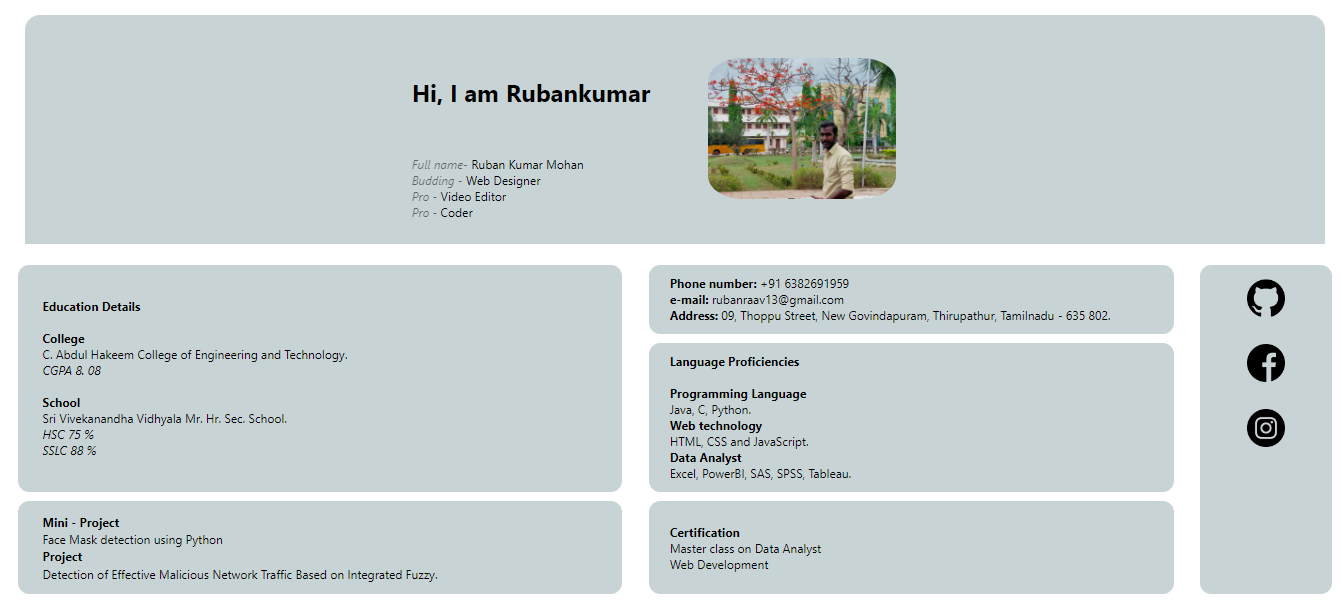 Hi, I am Rubankumar
Full name- Ruban Kumar Mohan
Budding - Web Designer
Pro - Video Editor
Pro - Coder
Education Details
College
C. Abdul Hakeem College of Engineering and Technology.
CGPA 8. 08
School
Sri Vivekanandha Vidhyala Mr. Hr. Sec. School.
HSC 75 %
SSLC 88 %
Mini - Project
Face Mask detection using Python
Project
Detection of Effective Malicious Network Traffic Based on Integrated Fuzzy.
Phone number: +91 6382691959
e-mail: rubanraav13@gmail.com
Address: 09, Thoppu Street, New Govindapuram, Thirupathur, Tamilnadu - 635 802.
Language Proficiencies
Programming Language
Java, C, Python.
Web technology
HTML, CSS and JavaScript.
Data Analyst
Excel, PowerBI, SAS, SPSS, Tableau.
Certification
Master class on Data Analyst
Web Development